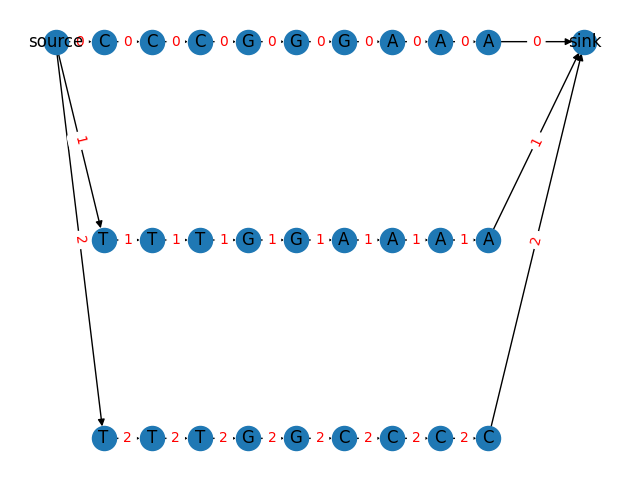 source 0 C 0 C 0 C 0 G 0 G 0 G 0 A 0 A 0 A 0 sink
1 1
T 1 T 1 T 1 G 1 G 1 A 1 A 1 A 1 A
2 2
T 2 T 2 T 2 G 2 G 2 C 2 C 2 C 2 C